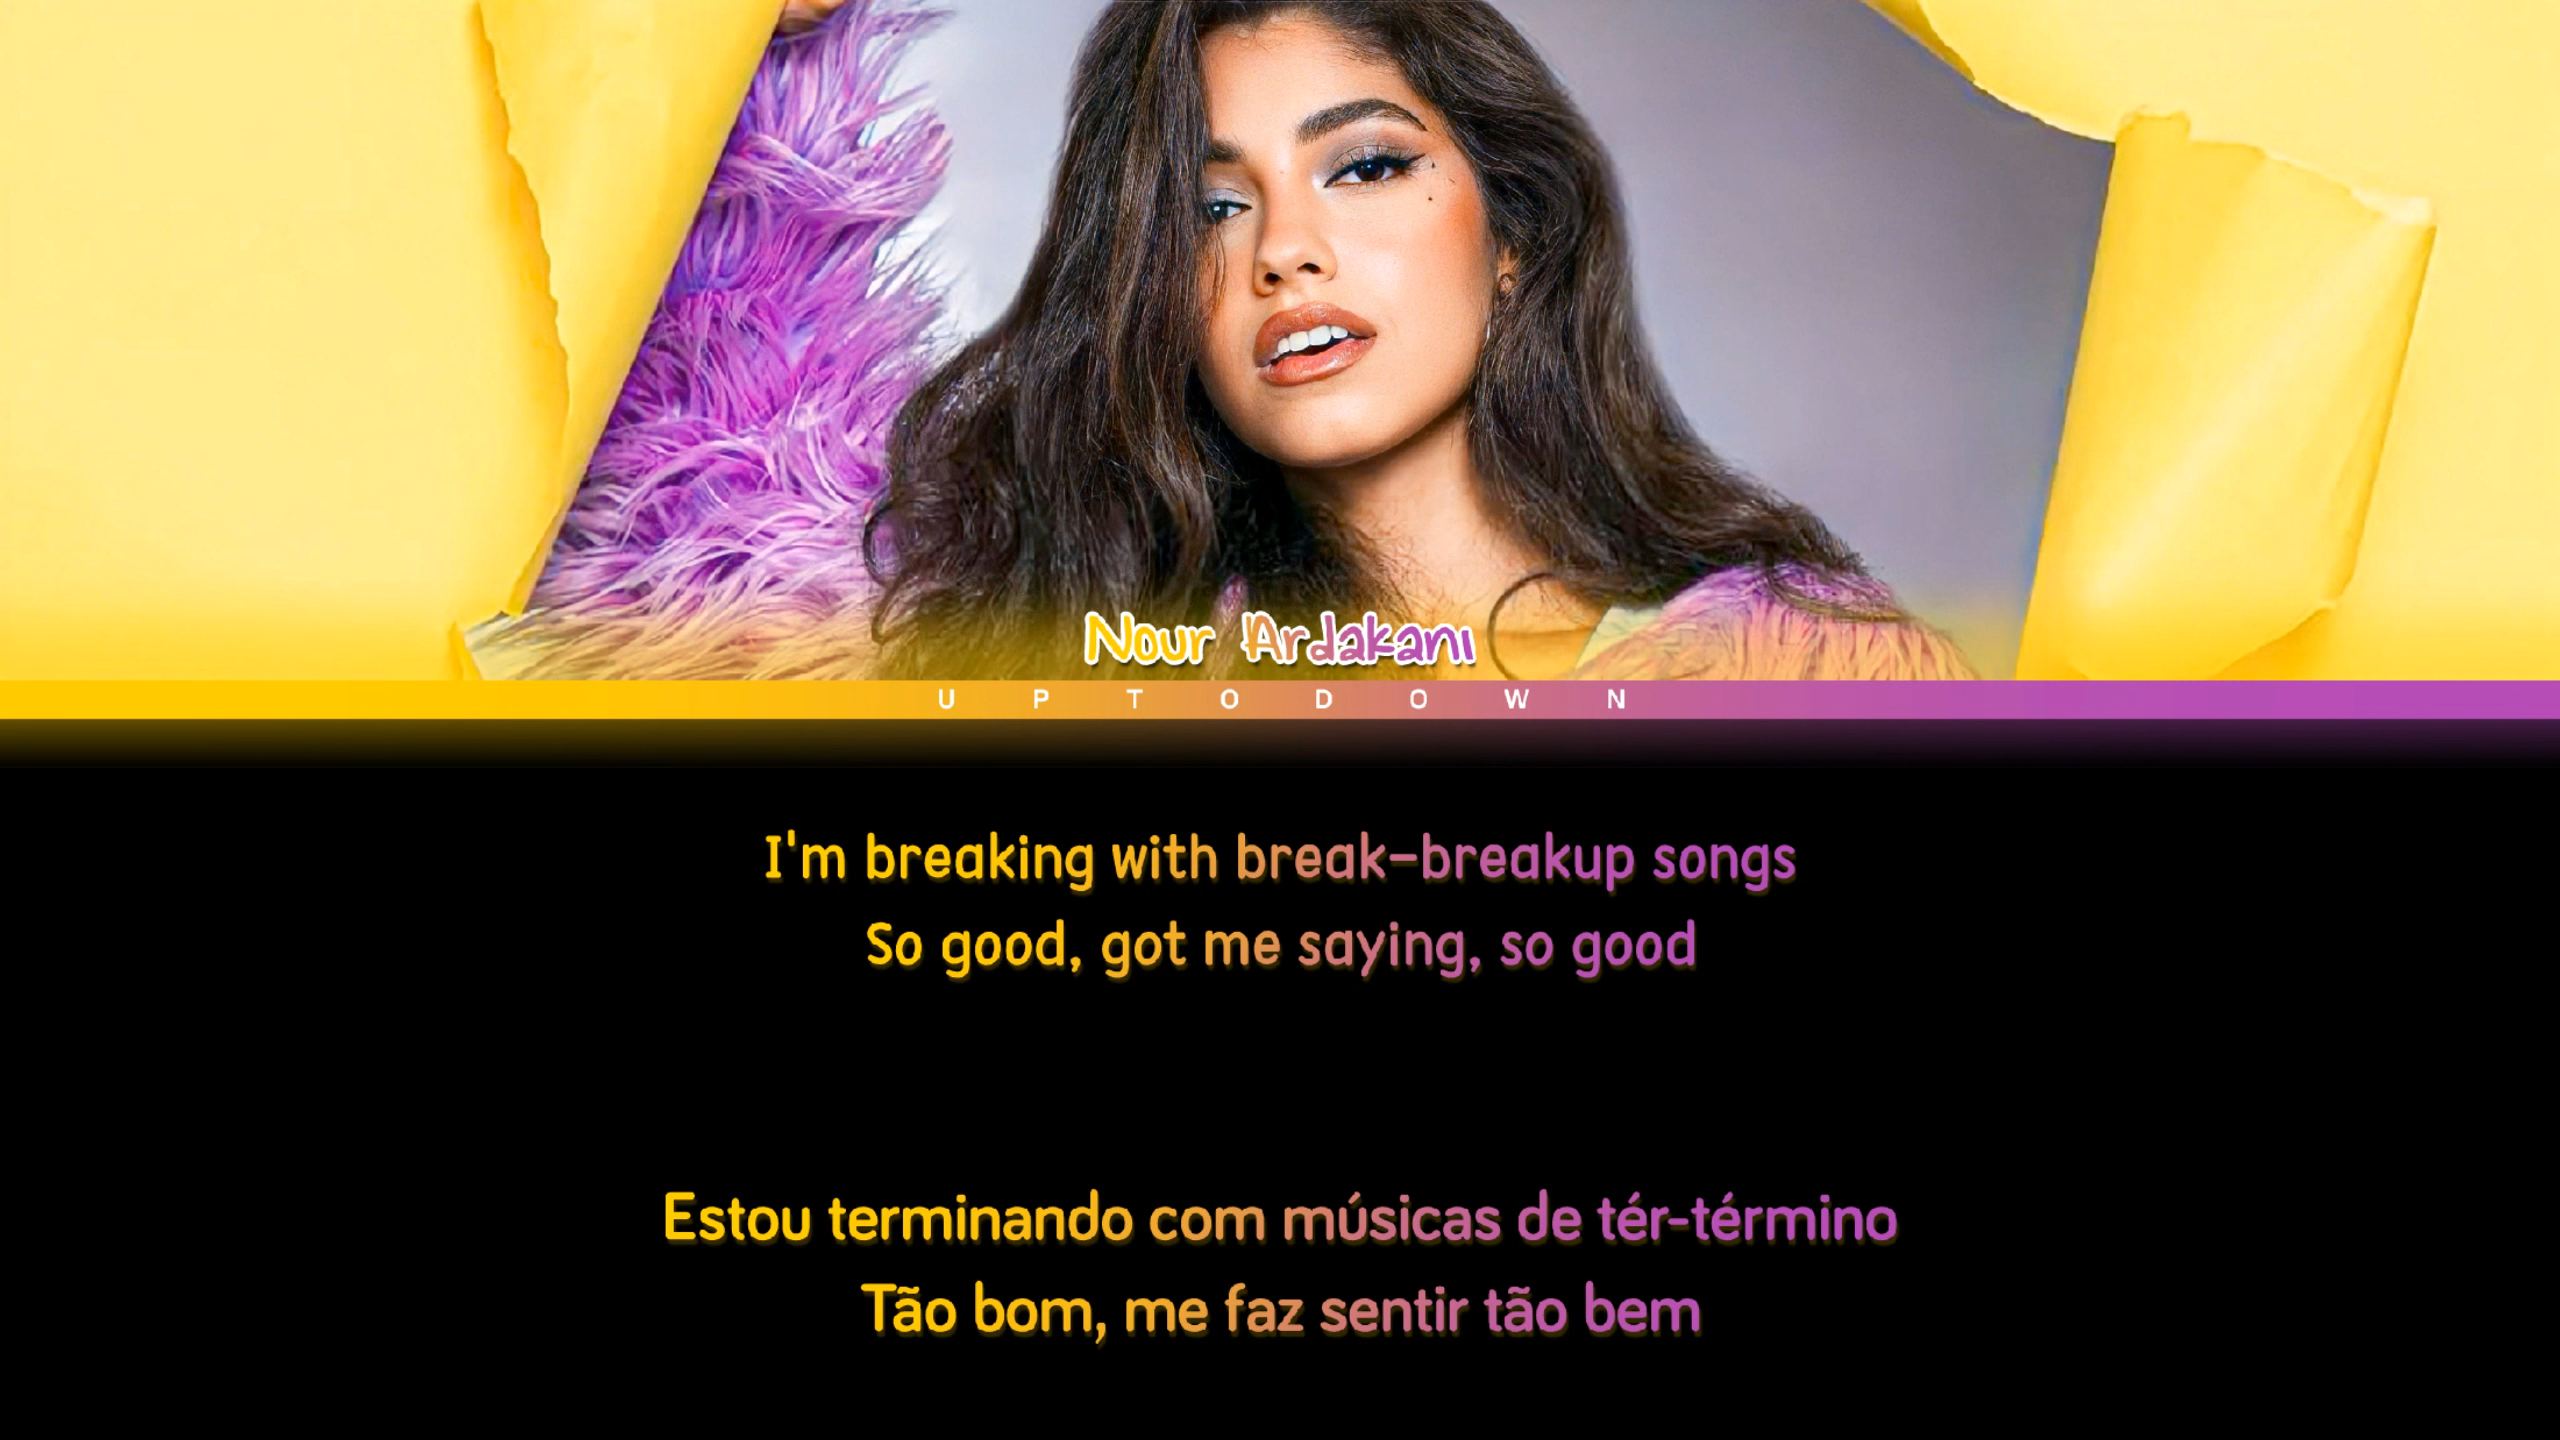 Nour Ardakani
UPTODOWN
I'm breaking with break-breakup songs
So good, got me saying, so good
Estou terminando com músicas de tér-término
Tão bom, me faz sentir tão bem